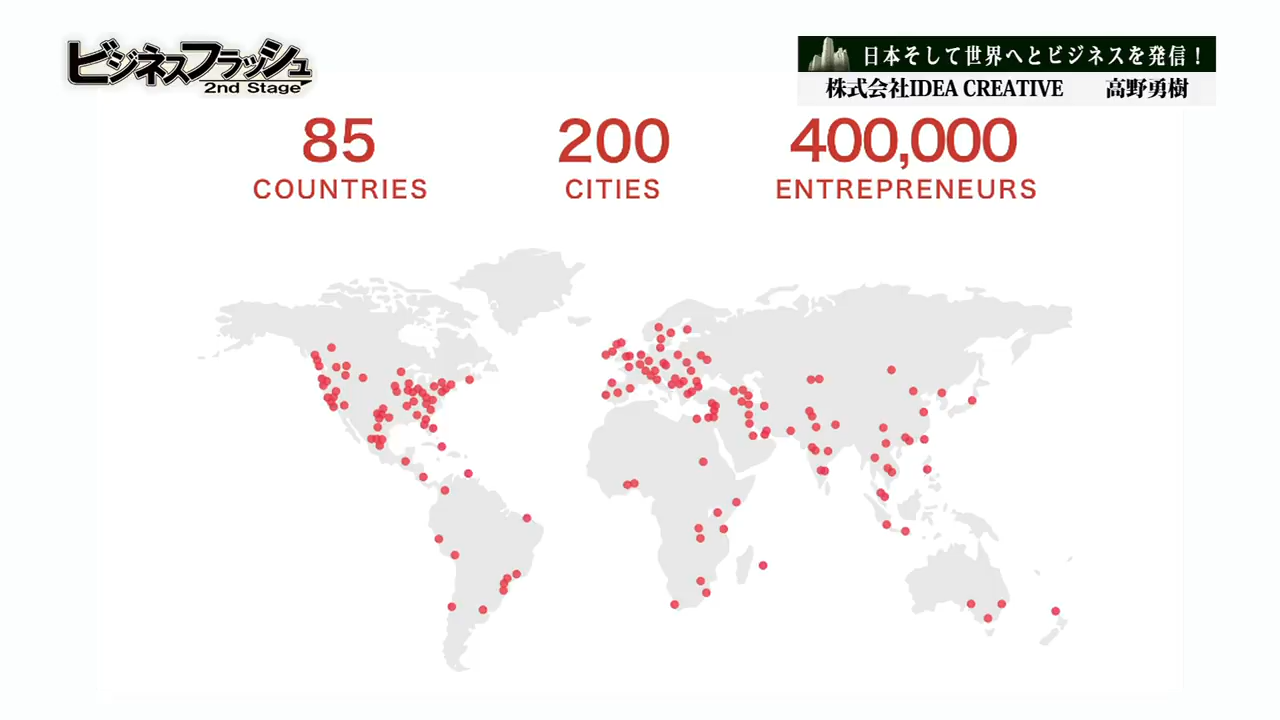 ビジネスフラッシュ
2nd Stage
日本そして世界へとビジネスを発信！
株式会社IDEA CREATIVE 高野勇樹
85 200 400,000
COUNTRIES CITIES ENTREPRENEURS